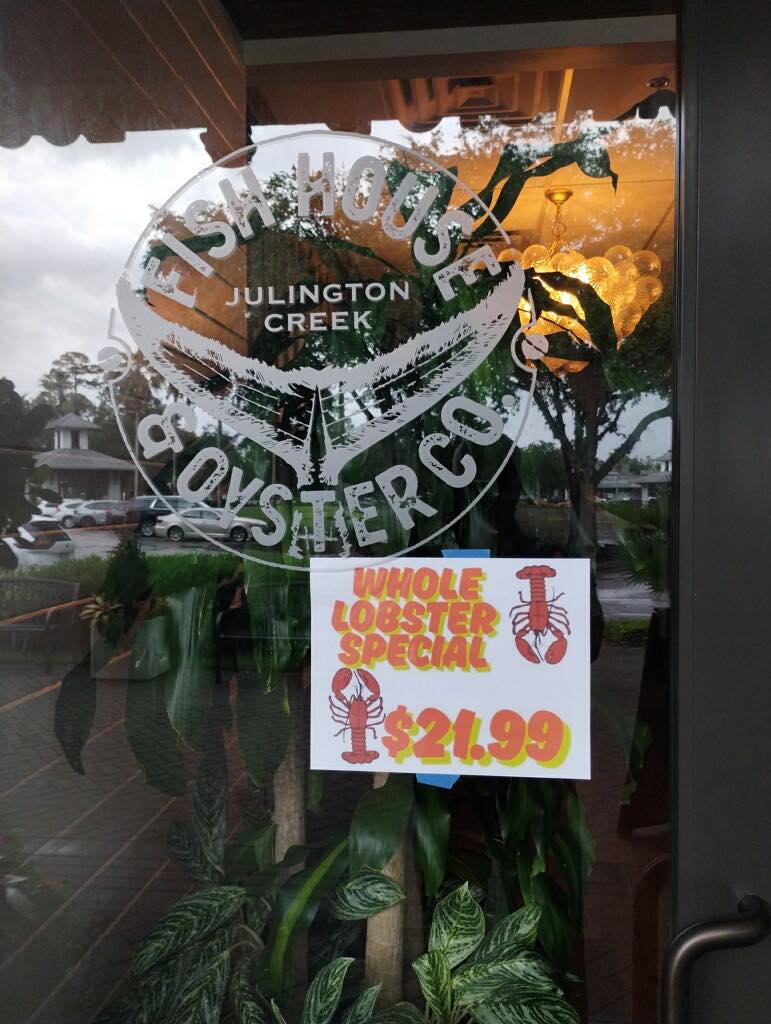 FISH HOUSE
JULINGTON
CREEK
& OYSTER CO.
WHOLE
LOBSTER
SPECIAL
$21.99